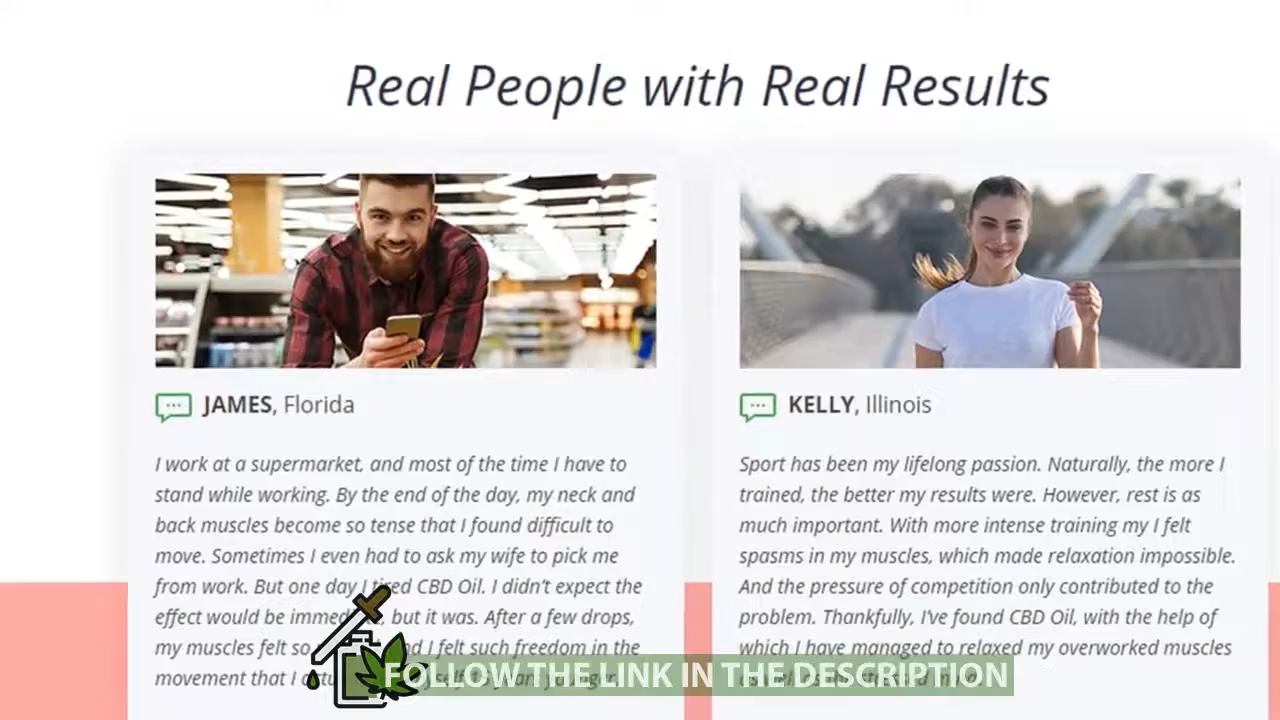 Real People with Real Results
JAMES, Florida
I work at a supermarket, and most of the time I have to
stand while working. By the end of the day, my neck and
back muscles become so tense that I found difficult to
move. Sometimes I even had to ask my wife to pick me
from work. But one day I tired CBD Oil. I didn't expect the
effect would be immed , but it was. After a few drops,
my muscles felt so nd I felt such freedom in the
movement that I
KELLY, Illinois
Sport has been my lifelong passion. Naturally, the more I
trained, the better my results were. However, rest is as
much important. With more intense training my I felt
spasms in my muscles, which made relaxation impossible.
And the pressure of competition only contributed to the
problem. Thankfully, I've found CBD Oil, with the help of
which I have managed to relaxed my overworked muscles
FOLLOW THE LINK IN THE DESCRIPTION